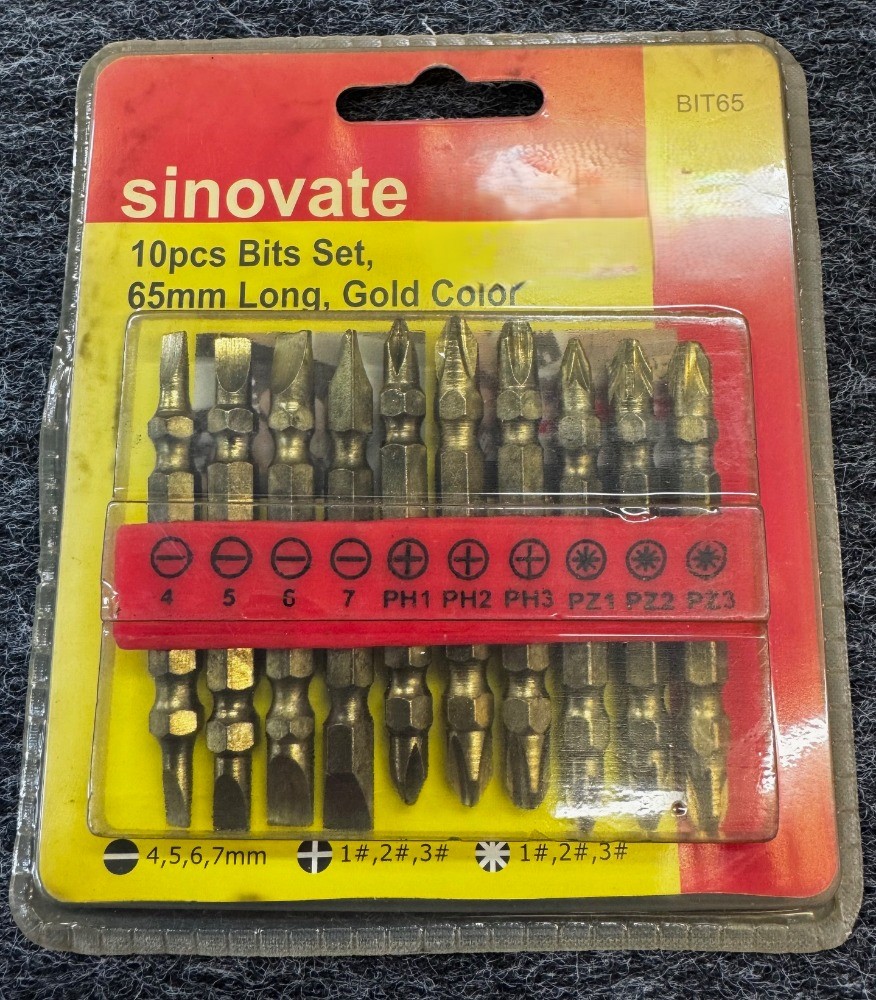 BIT65
sinovate
10pcs Bits Set,
65mm Long, Gold Color
4 5 6 7 PH1 PH2 PH3 PZ1 PZ2 PZ3
4,5,6,7mm 1#,2#,3# 1#,2#,3#